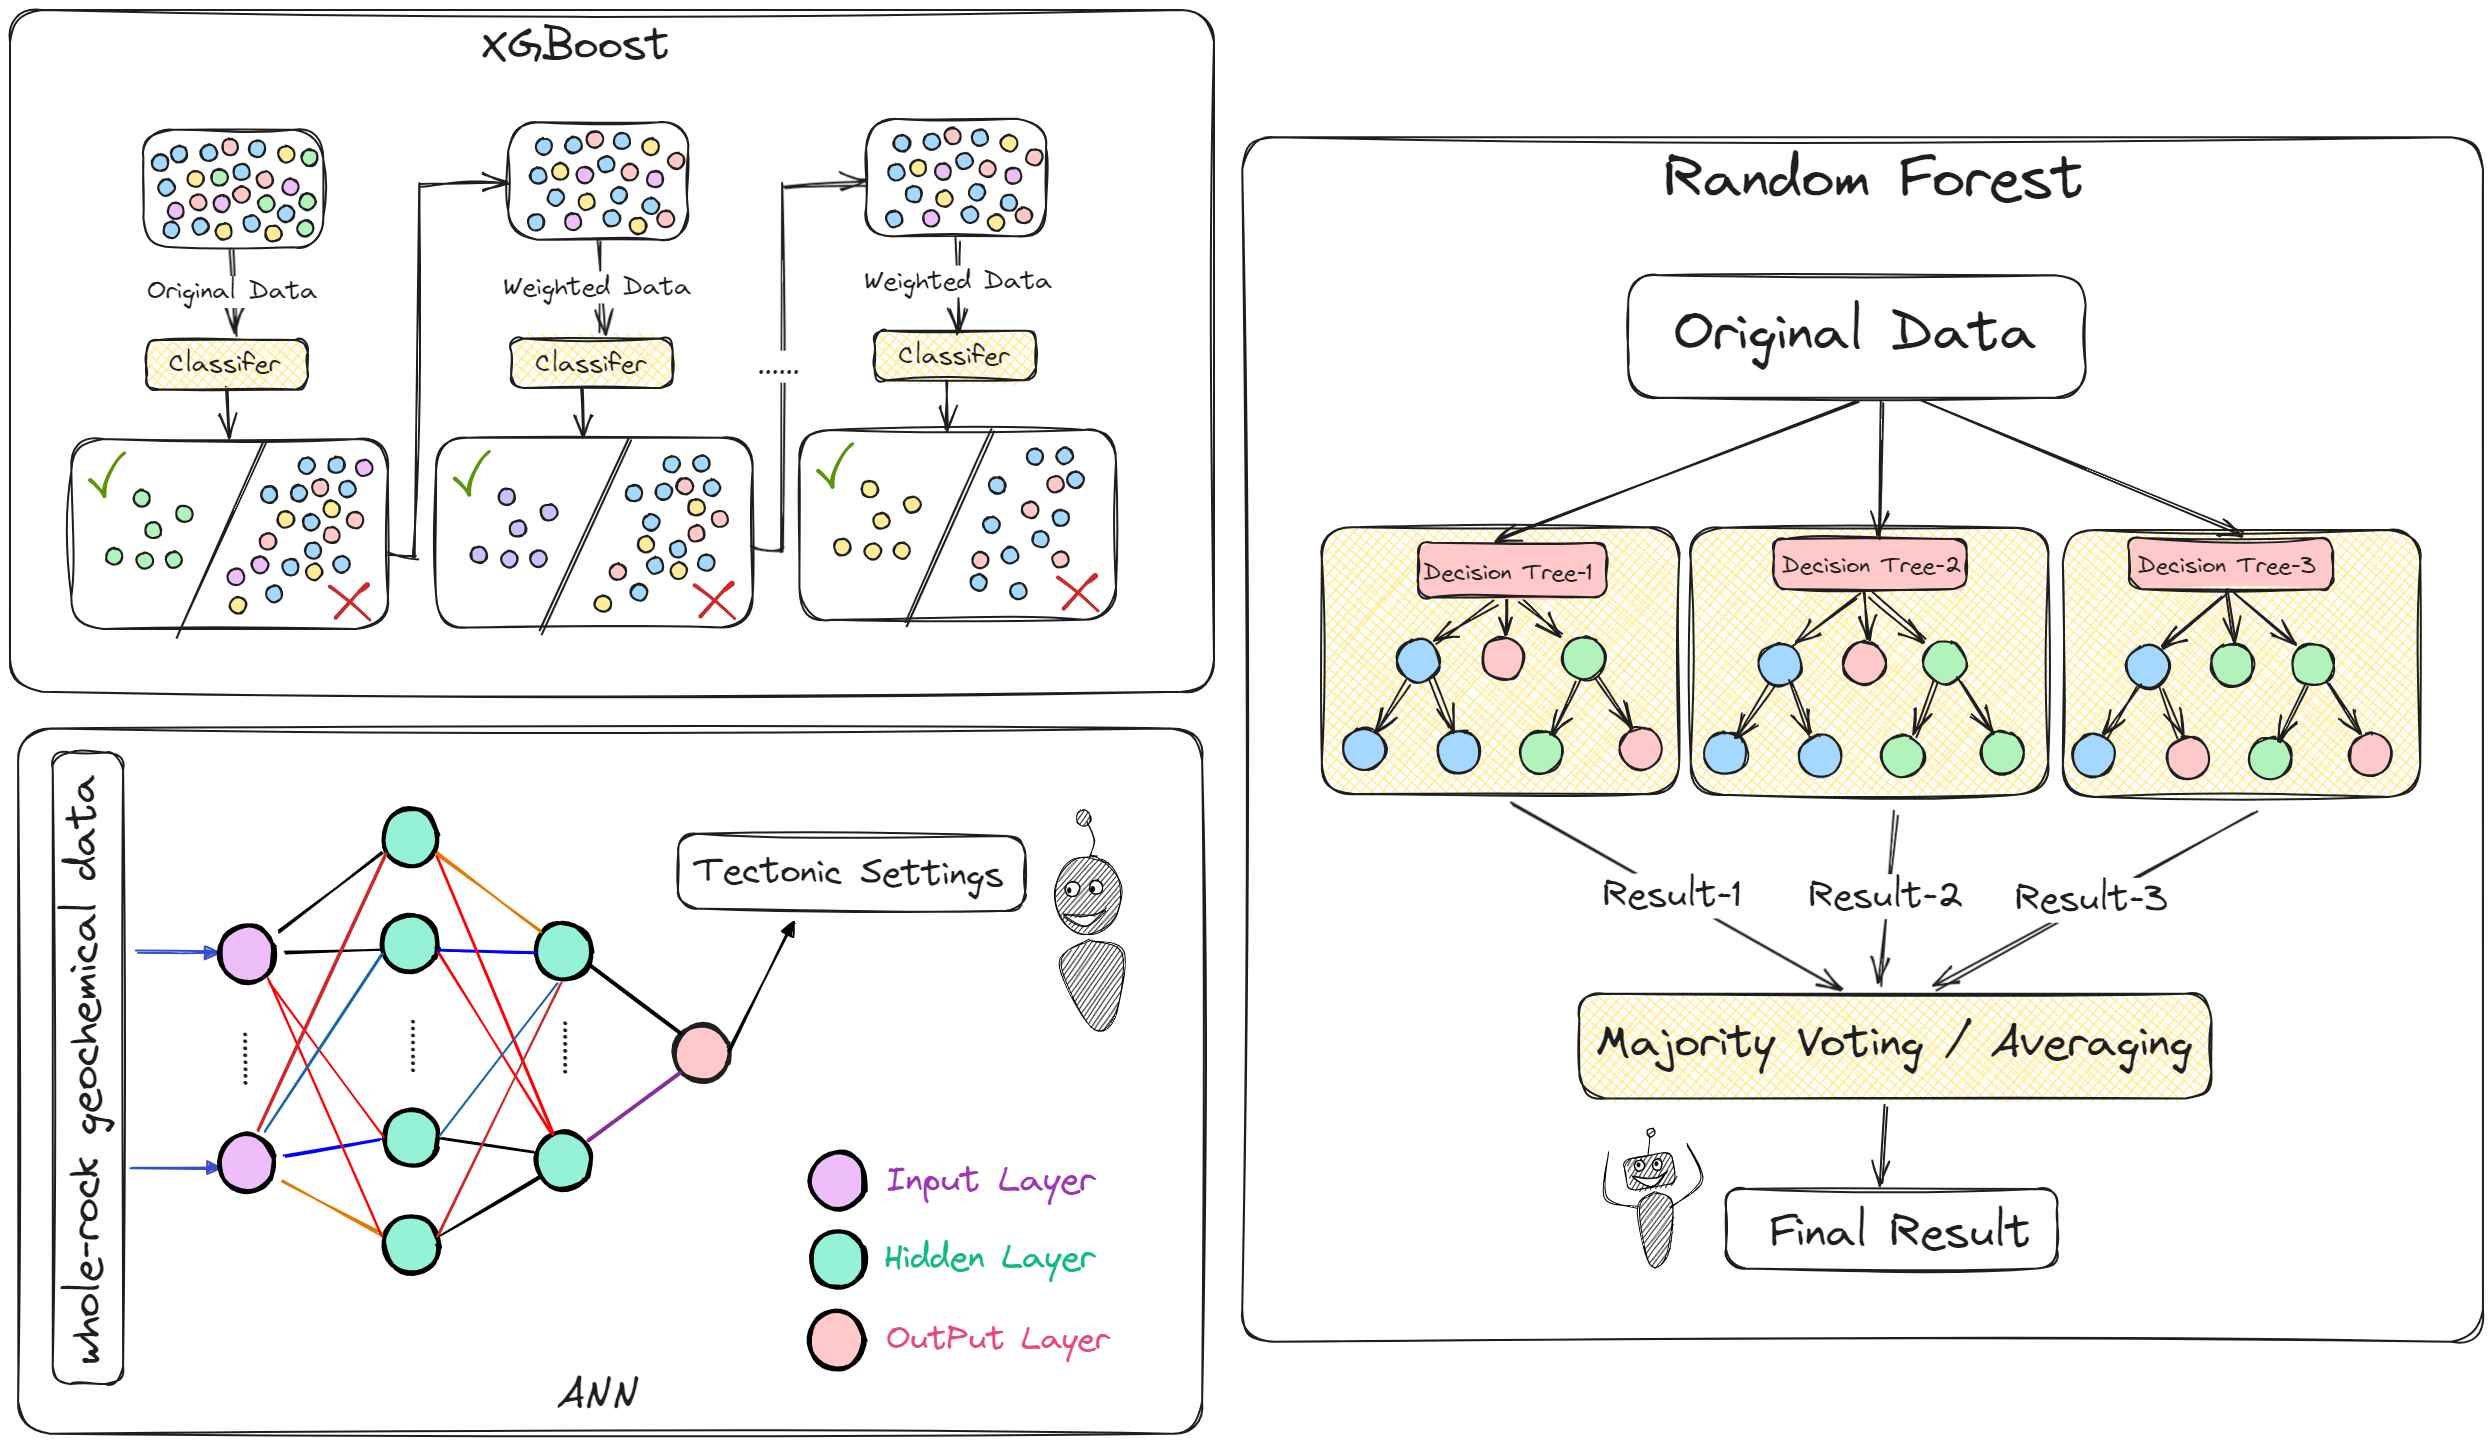 XGBoost
Original Data
Weighted Data
Weighted Data
Classifer
Classifer
Classifer
......
Random Forest
Original Data
Decision Tree-1
Decision Tree-2
Decision Tree-3
Result-1
Result-2
Result-3
Majority Voting / Averaging
Final Result
whole-rock geochemical data
Tectonic Settings
Input Layer
Hidden Layer
OutPut Layer
ANN